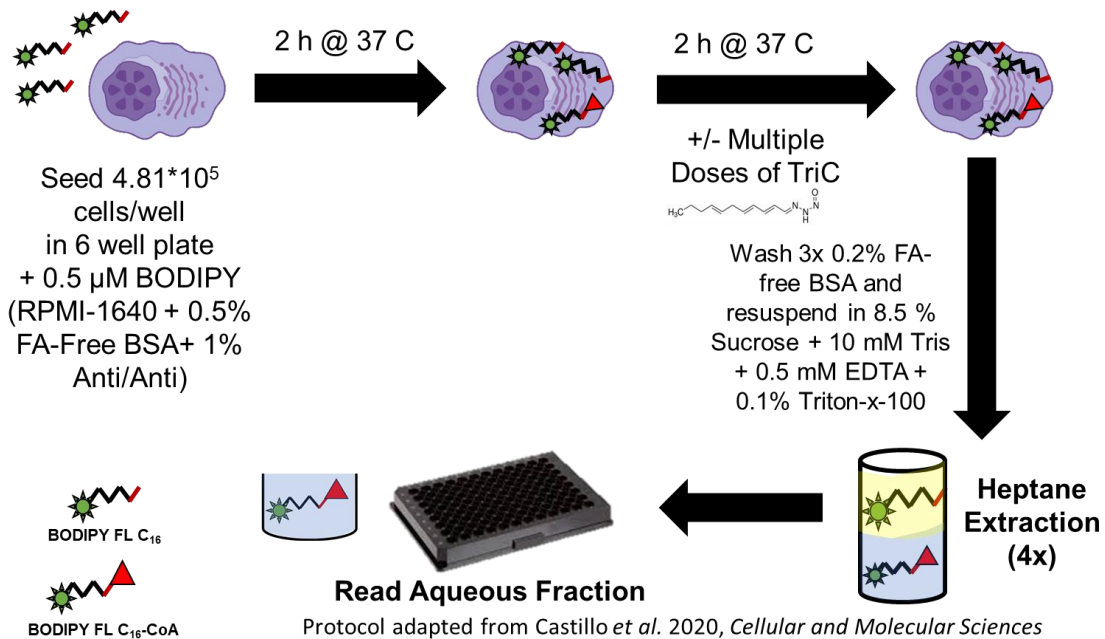 2 h @ 37 C
2 h @ 37 C
Seed 4.81*10⁵
cells/well
in 6 well plate
+ 0.5 µM BODIPY
(RPMI-1640 + 0.5%
FA-Free BSA+ 1%
Anti/Anti)
+/- Multiple
Doses of TriC
H₃C
N
N
H
N
O
Wash 3x 0.2% FA-
free BSA and
resuspend in 8.5 %
Sucrose + 10 mM Tris
+ 0.5 mM EDTA +
0.1% Triton-x-100
Heptane
Extraction
(4x)
Read Aqueous Fraction
BODIPY FL C₁₆
BODIPY FL C₁₆-CoA
Protocol adapted from Castillo et al. 2020, Cellular and Molecular Sciences